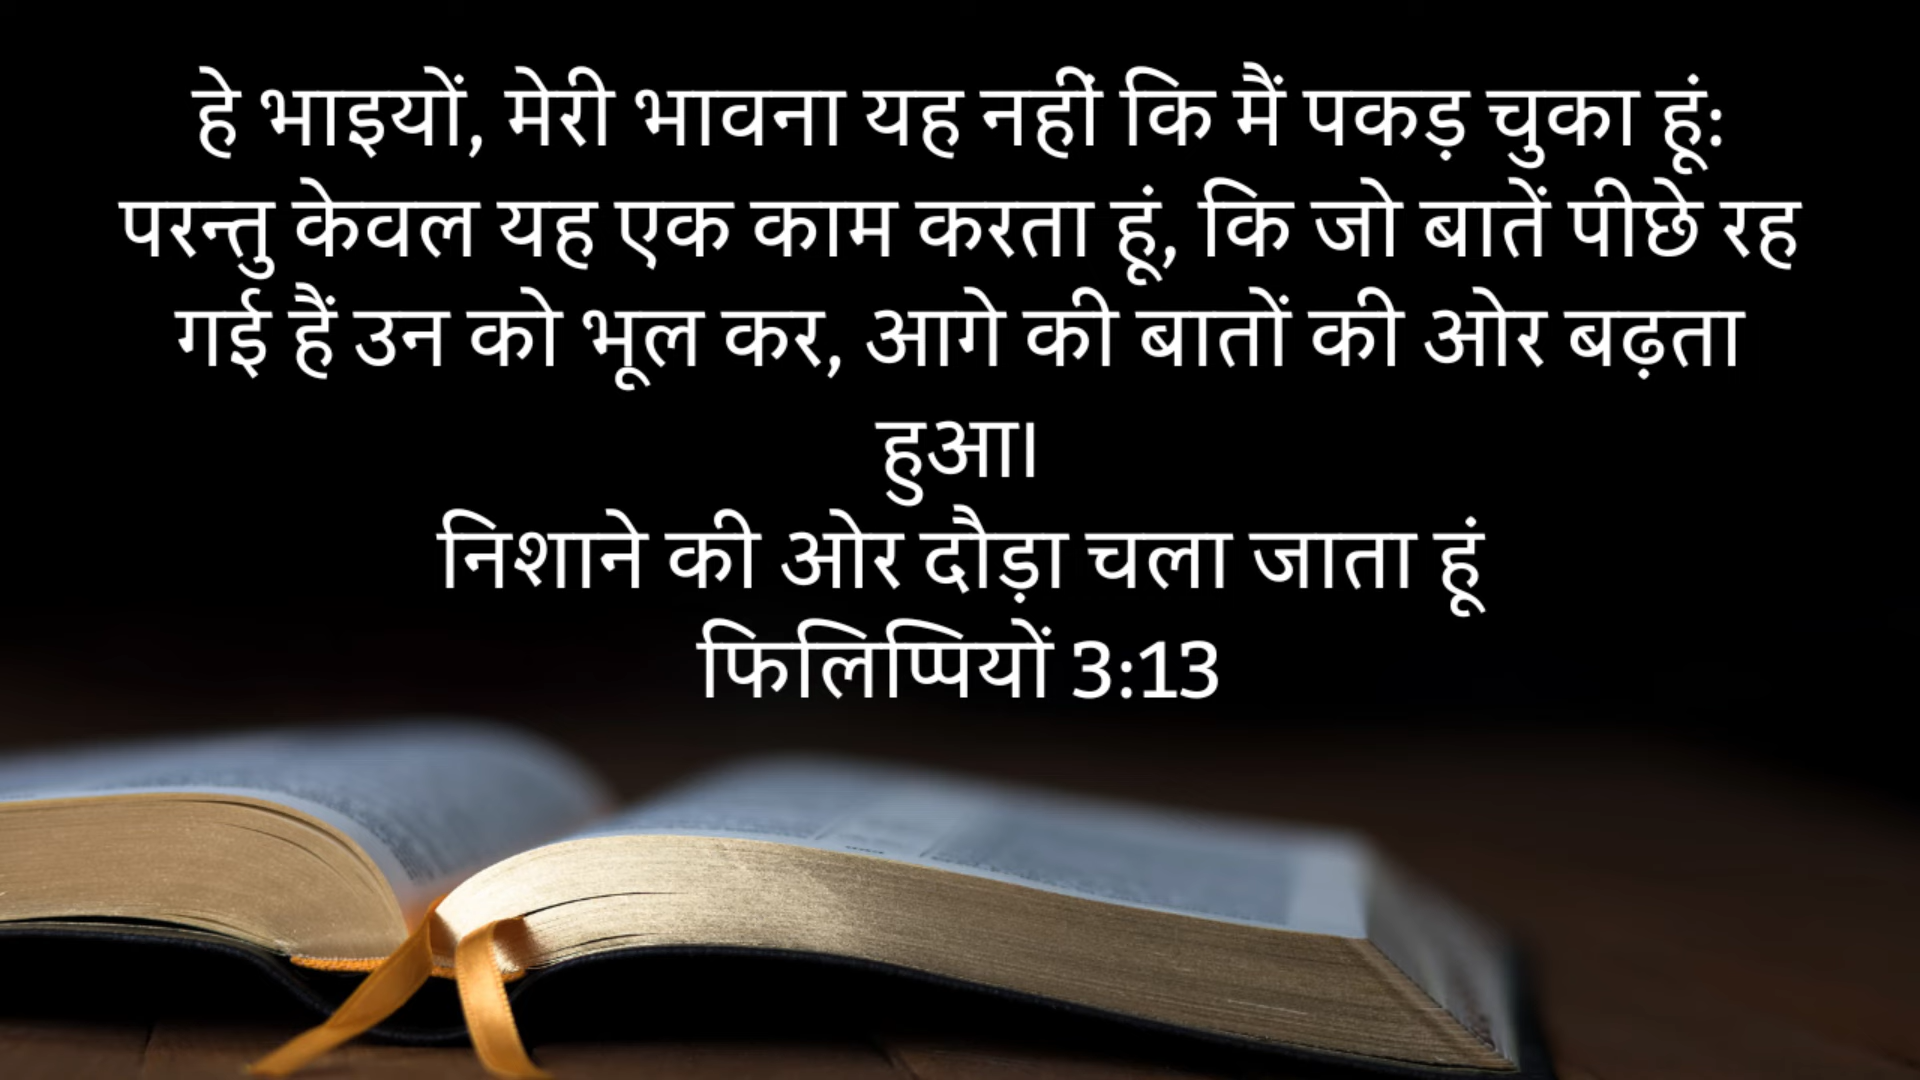 हे भाइयों, मेरी भावना यह नहीं कि मैं पकड़ चुका हूं:
परन्तु केवल यह एक काम करता हूं, कि जो बातें पीछे रह
गई हैं उन को भूल कर, आगे की बातों की ओर बढ़ता
हुआ।
निशाने की ओर दौड़ा चला जाता हूं
फिलिप्पियों 3:13